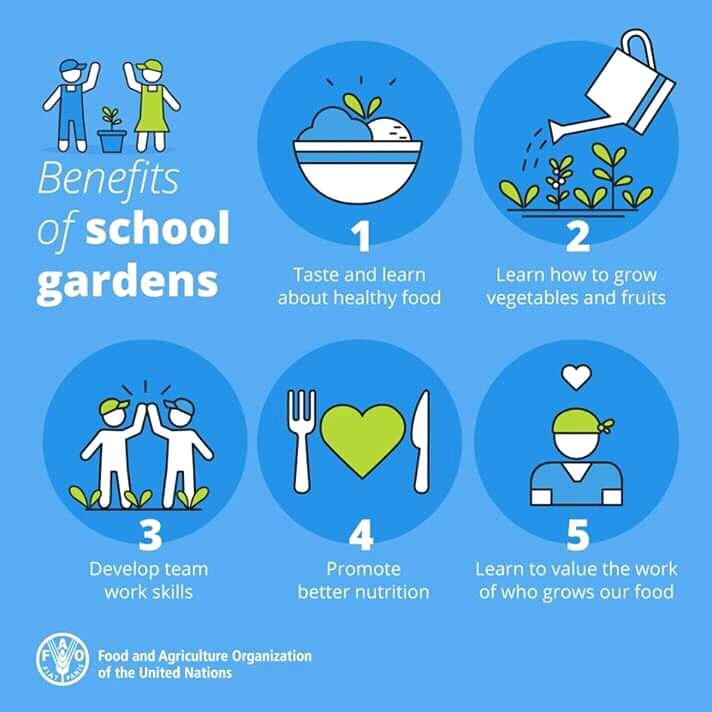 Benefits
of school
gardens
1
Taste and learn
about healthy food
2
Learn how to grow
vegetables and fruits
3
Develop team
work skills
4
Promote
better nutrition
5
Learn to value the work
of who grows our food
F A O
FIAT PANIS
Food and Agriculture Organization
of the United Nations